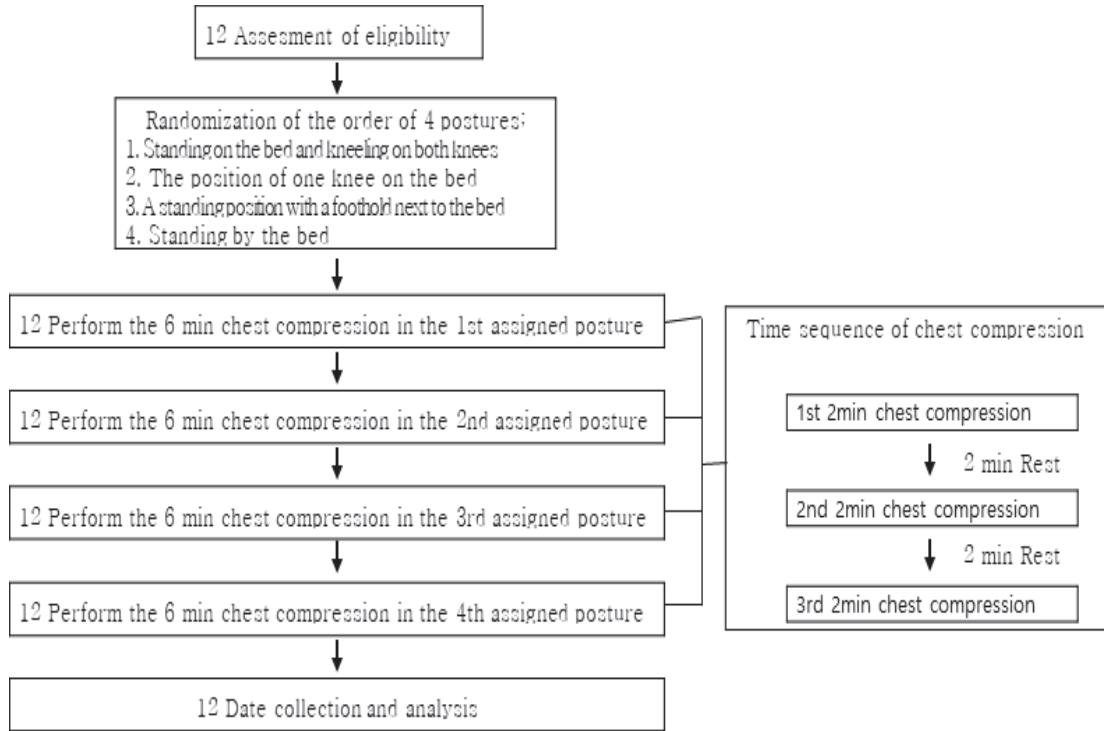 12 Assesment of eligibility
Randomization of the order of 4 postures;
1. Standing on the bed and kneeling on both knees
2. The position of one knee on the bed
3. A standing position with a foothold next to the bed
4. Standing by the bed
12 Perform the 6 min chest compression in the 1st assigned posture
12 Perform the 6 min chest compression in the 2nd assigned posture
12 Perform the 6 min chest compression in the 3rd assigned posture
12 Perform the 6 min chest compression in the 4th assigned posture
12 Date collection and analysis
Time sequence of chest compression
1st 2min chest compression
2 min Rest
2nd 2min chest compression
2 min Rest
3rd 2min chest compression